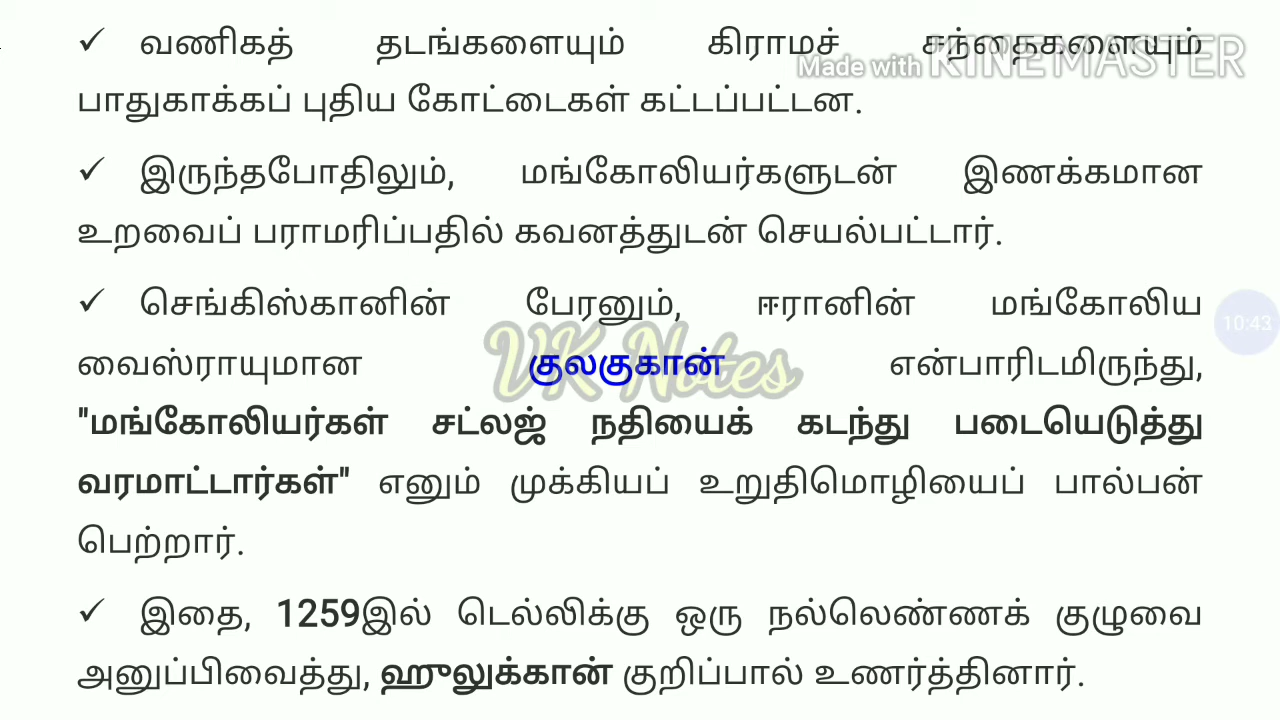 ✓ வணிகத் தடங்களையும் கிராமச் சந்தைகளையும்
Made with KINEMASTER
பாதுகாக்கப் புதிய கோட்டைகள் கட்டப்பட்டன.
✓ இருந்தபோதிலும், மங்கோலியர்களுடன் இணக்கமான
உறவைப் பராமரிப்பதில் கவனத்துடன் செயல்பட்டார்.
✓ செங்கிஸ்கானின் பேரனும், ஈரானின் மங்கோலிய
10:43
வைஸ்ராயுமான குலகுகான் என்பாரிடமிருந்து,
VK Notes
"மங்கோலியர்கள் சட்லஜ் நதியைக் கடந்து படையெடுத்து
வரமாட்டார்கள்" எனும் முக்கியப் உறுதிமொழியைப் பால்பன்
பெற்றார்.
✓ இதை, 1259இல் டெல்லிக்கு ஒரு நல்லெண்ணக் குழுவை
அனுப்பிவைத்து, ஹுலுக்கான் குறிப்பால் உணர்த்தினார்.